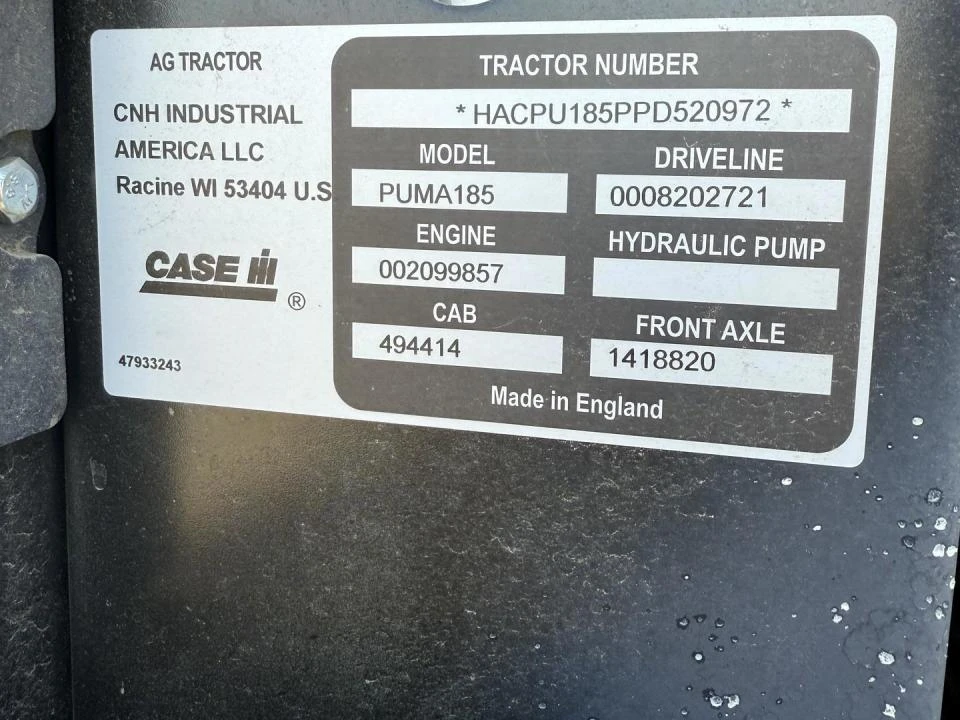 AG TRACTOR
CNH INDUSTRIAL
AMERICA LLC
Racine WI 53404 U.S
CASE IH
®
47933243
TRACTOR NUMBER
* HACPU185PPD520972 *
MODEL
PUMA185
DRIVELINE
0008202721
ENGINE
002099857
HYDRAULIC PUMP
CAB
494414
FRONT AXLE
1418820
Made in England